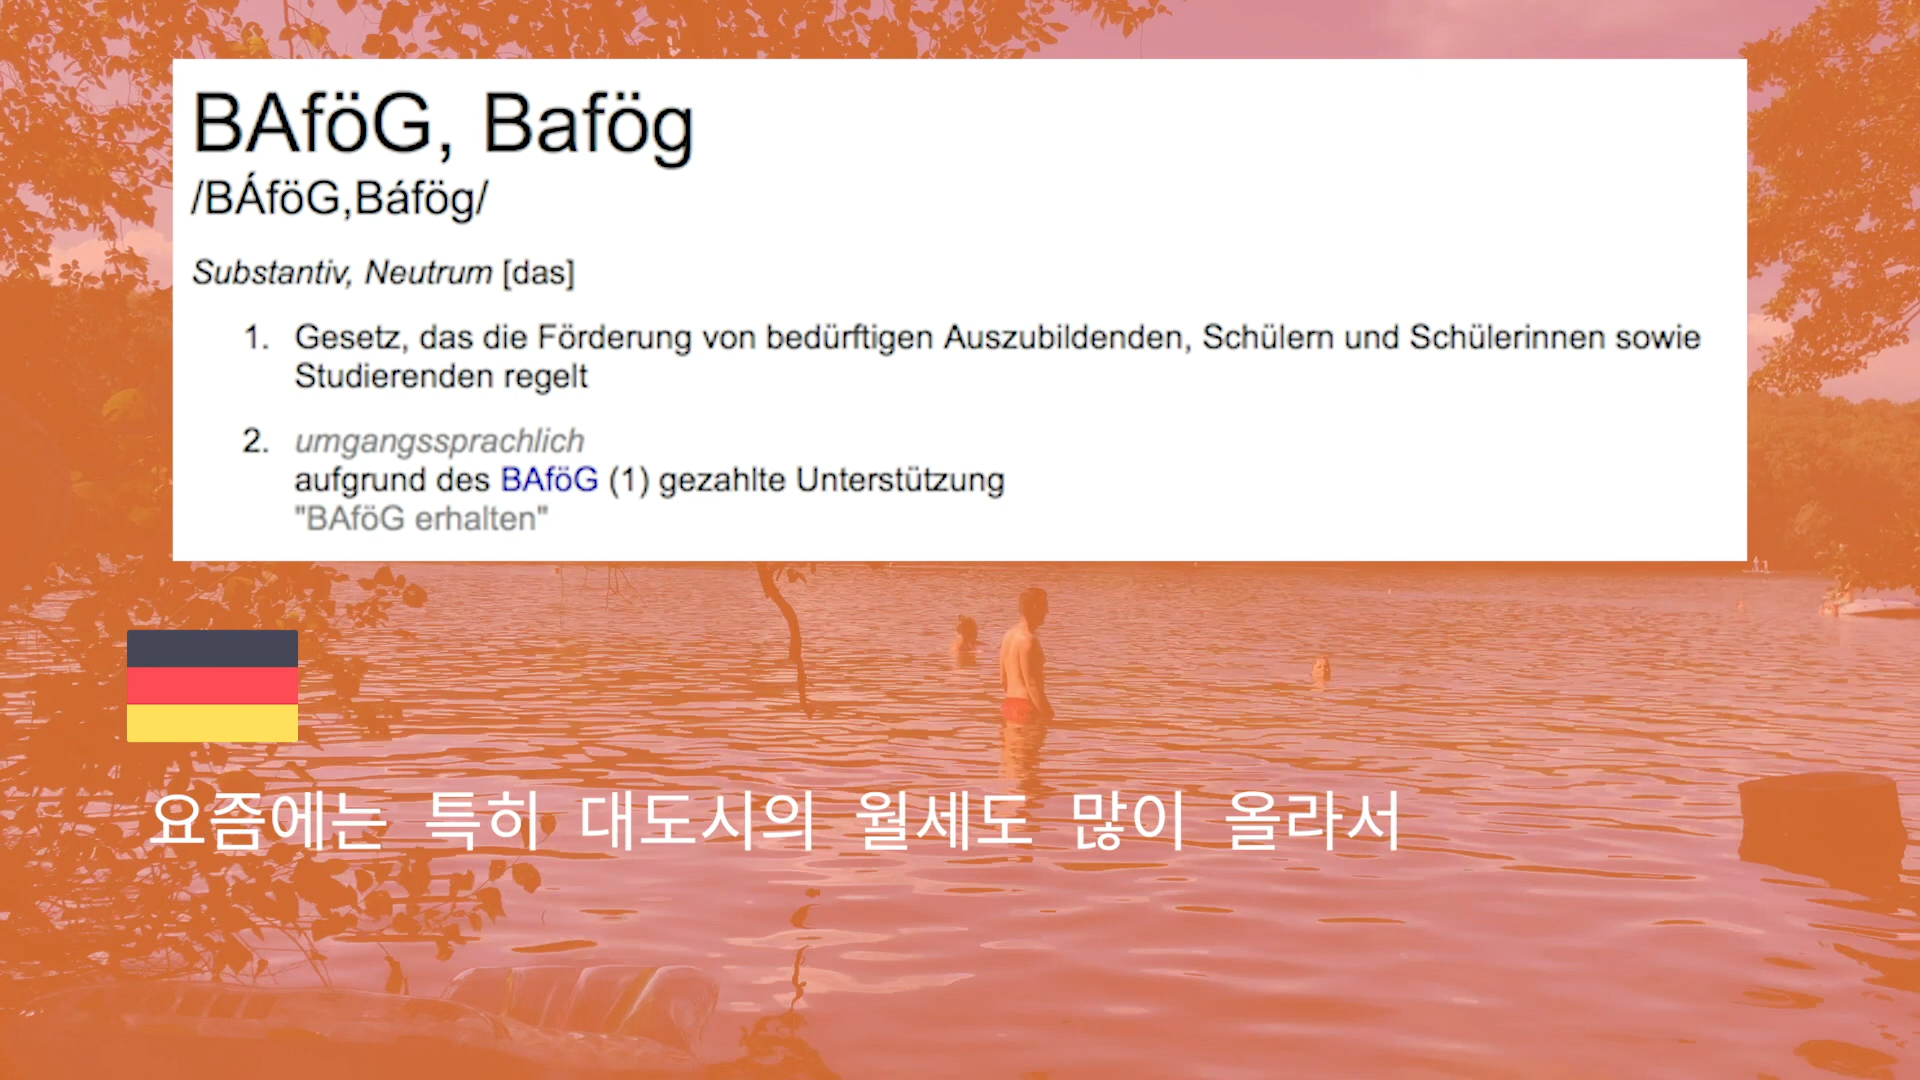 BAföG, Bafög
/BÁföG,Báfög/
Substantiv, Neutrum [das]
1. Gesetz, das die Förderung von bedürftigen Auszubildenden, Schülern und Schülerinnen sowie
Studierenden regelt
2. umgangssprachlich
aufgrund des BAföG (1) gezahlte Unterstützung
"BAföG erhalten"
요즘에는 특히 대도시의 월세도 많이 올라서